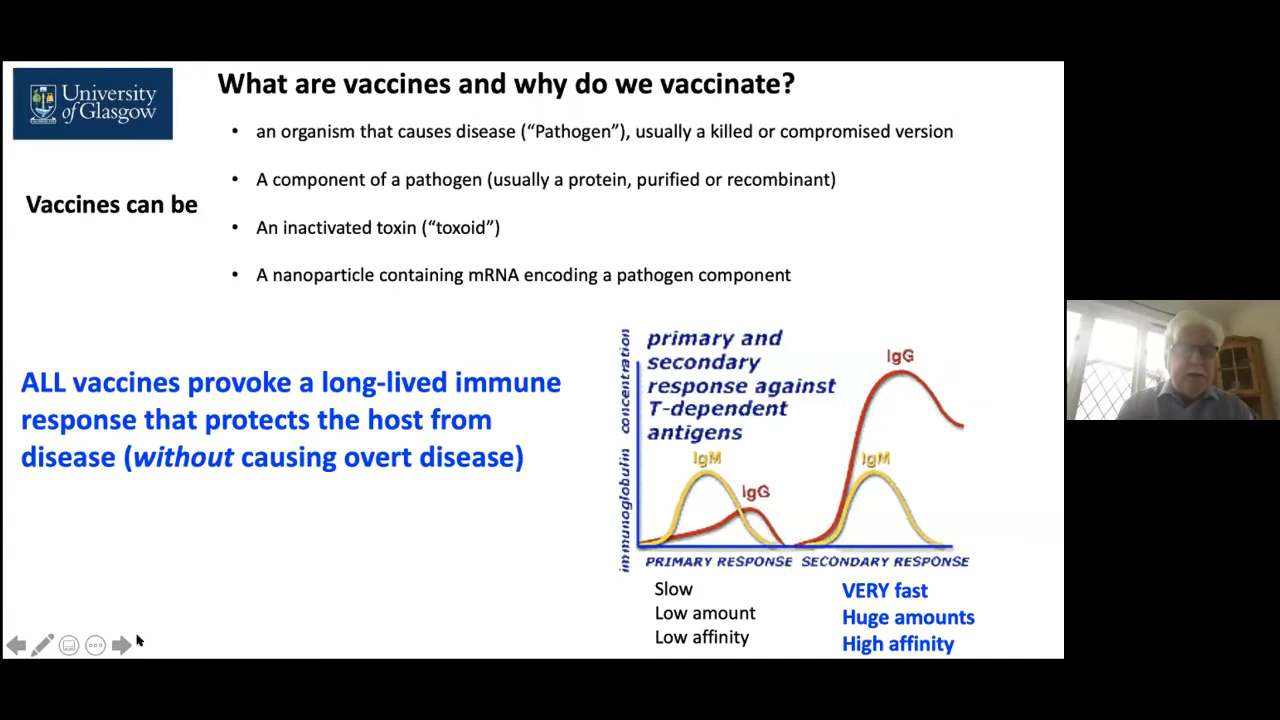 University
of Glasgow
What are vaccines and why do we vaccinate?
• an organism that causes disease (“Pathogen”), usually a killed or compromised version
• A component of a pathogen (usually a protein, purified or recombinant)
Vaccines can be
• An inactivated toxin (“toxoid”)
• A nanoparticle containing mRNA encoding a pathogen component
ALL vaccines provoke a long-lived immune
response that protects the host from
disease (without causing overt disease)
immunoglobulin concentration
primary and
secondary
response against
T-dependent
antigens
IgM
IgG
IgG
IgM
PRIMARY RESPONSE
SECONDARY RESPONSE
Slow
Low amount
Low affinity
VERY fast
Huge amounts
High affinity